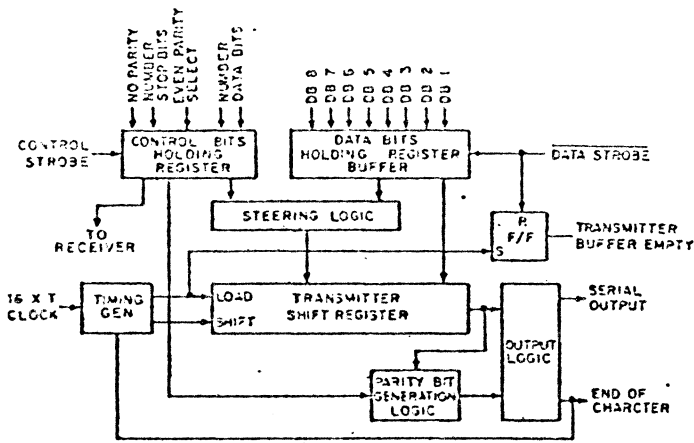 NO PARITY
NUMBER
STOP BITS
EVEN PARITY
SELECT
NUMBER
DATA BITS
DB 8
DB 7
DB 6
DB 5
DB 4
DB 3
DB 2
DB 1
CONTROL
STROBE
CONTROL BITS
HOLDING
REGISTER
DATA BITS
HOLDING REGISTER
BUFFER
DATA STROBE
TO
RECEIVER
STEERING LOGIC
R
F/F
S
TRANSMITTER
BUFFER EMPTY
16 X T
CLOCK
TIMING
GEN
LOAD
SHIFT
TRANSMITTER
SHIFT REGISTER
OUTPUT
LOGIC
SERIAL
OUTPUT
PARITY BIT
GENERATION
LOGIC
END OF
CHARCTER